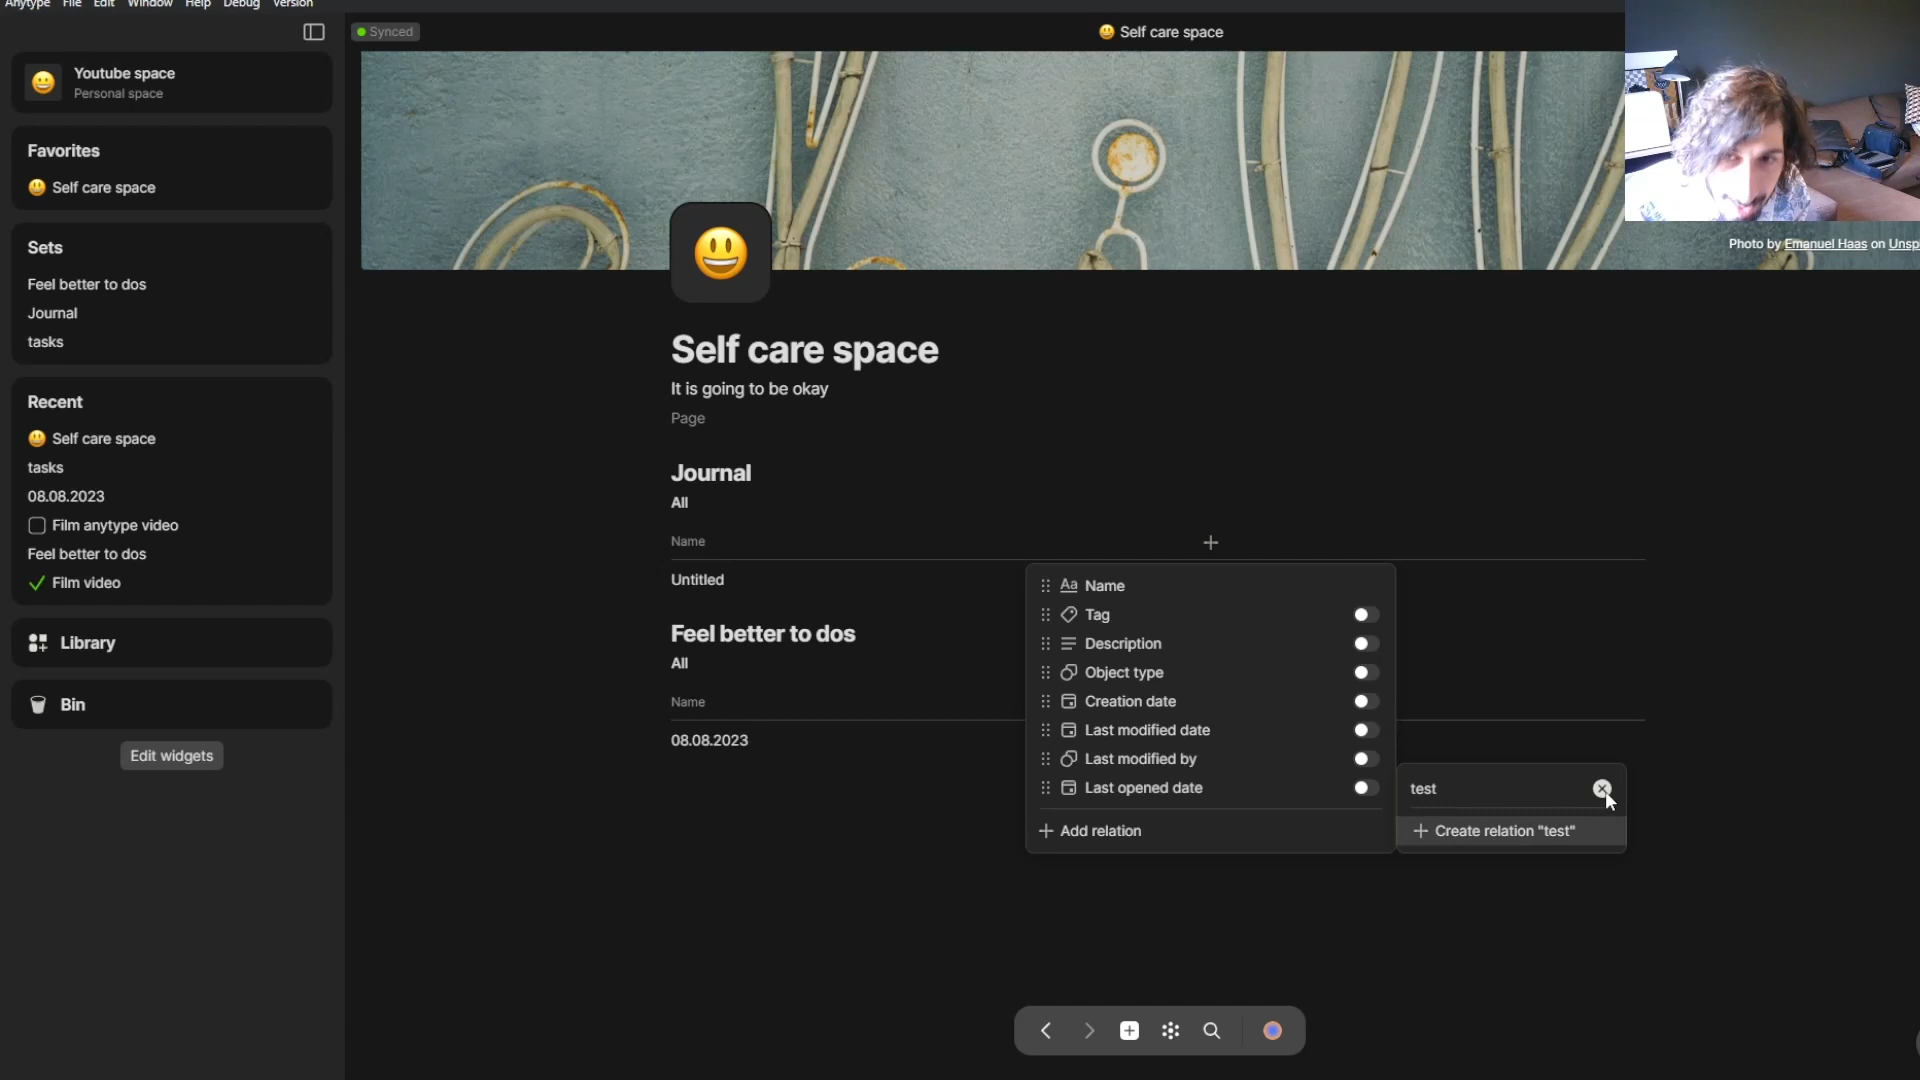 Anytype File Edit Window Help Debug Version
Synced
😃 Self care space
Youtube space
Personal space
Favorites
Self care space
Sets
Feel better to dos
Journal
tasks
Recent
Self care space
tasks
08.08.2023
Film anytype video
Feel better to dos
Film video
Library
Bin
Edit widgets
Photo by Emanuel Haas on Unsp
Self care space
It is going to be okay
Page
Journal
All
Name
Untitled
Feel better to dos
All
Name
08.08.2023
Aa Name
Tag
Description
Object type
Creation date
Last modified date
Last modified by
Last opened date
+ Add relation
test
+ Create relation "test"